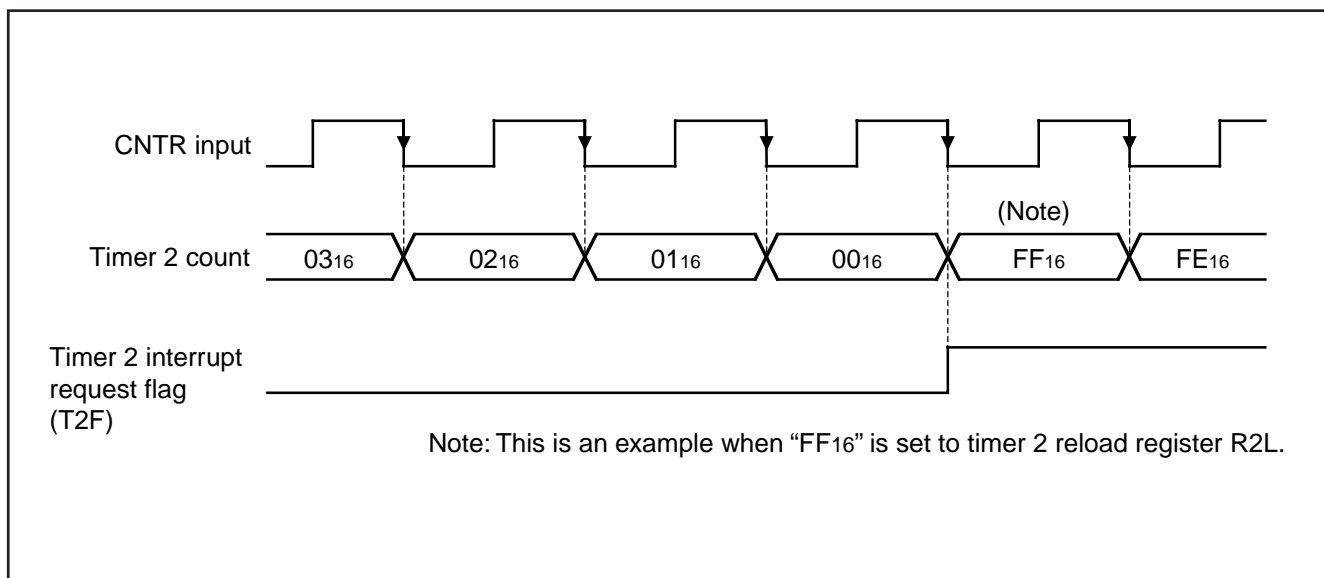 CNTR input
(Note)
Timer 2 count
0316 0216 0116 0016 FF16 FE16
Timer 2 interrupt
request flag
(T2F)
Note: This is an example when “FF16” is set to timer 2 reload register R2L.